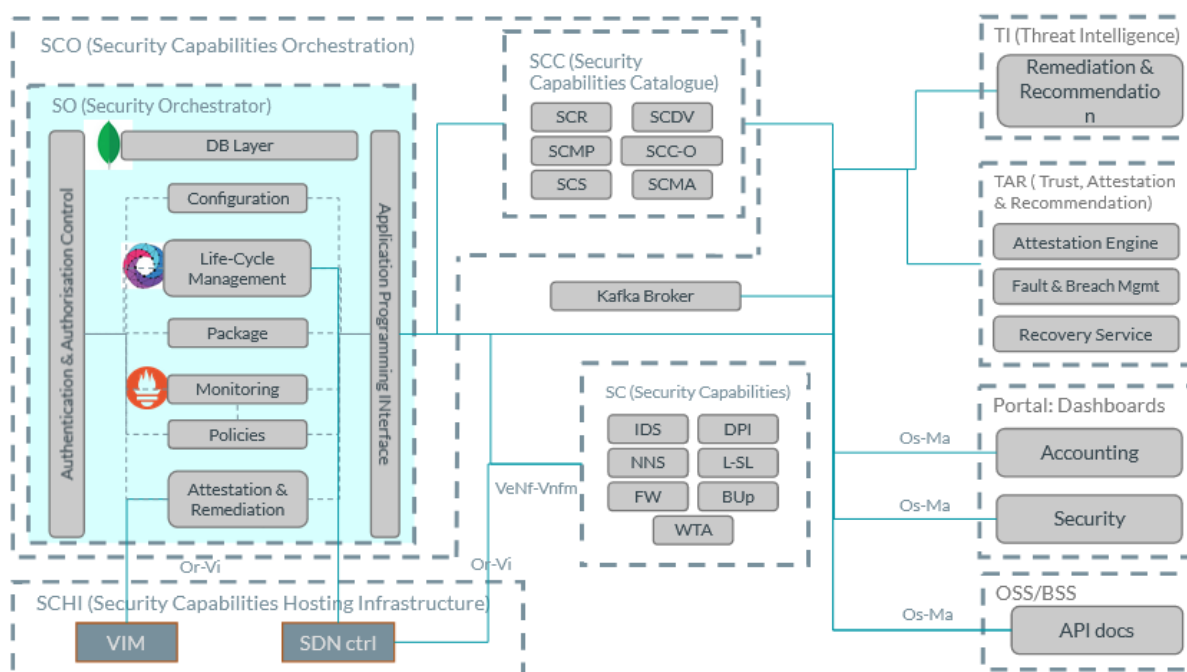 SCO (Security Capabilities Orchestration)
SO (Security Orchestrator)
Authentication & Authorisation Control
DB Layer
Configuration
Life-Cycle
Management
Package
Monitoring
Policies
Attestation &
Remediation
Application Programming INterface
SCC (Security
Capabilities Catalogue)
SCR
SCDV
SCMP
SCC-O
SCS
SCMA
Kafka Broker
SC (Security Capabilities)
IDS
DPI
NNS
L-SL
FW
BUp
WTA
VeNf-Vnfm
Or-Vi
Or-Vi
SCHI (Security Capabilities Hosting Infrastructure)
VIM
SDN ctrl
TI (Threat Intelligence)
Remediation &
Recommendatio
n
TAR ( Trust, Attestation
& Recommendation)
Attestation Engine
Fault & Breach Mgmt
Recovery Service
Portal: Dashboards
Os-Ma
Accounting
Os-Ma
Security
OSS/BSS
Os-Ma
API docs